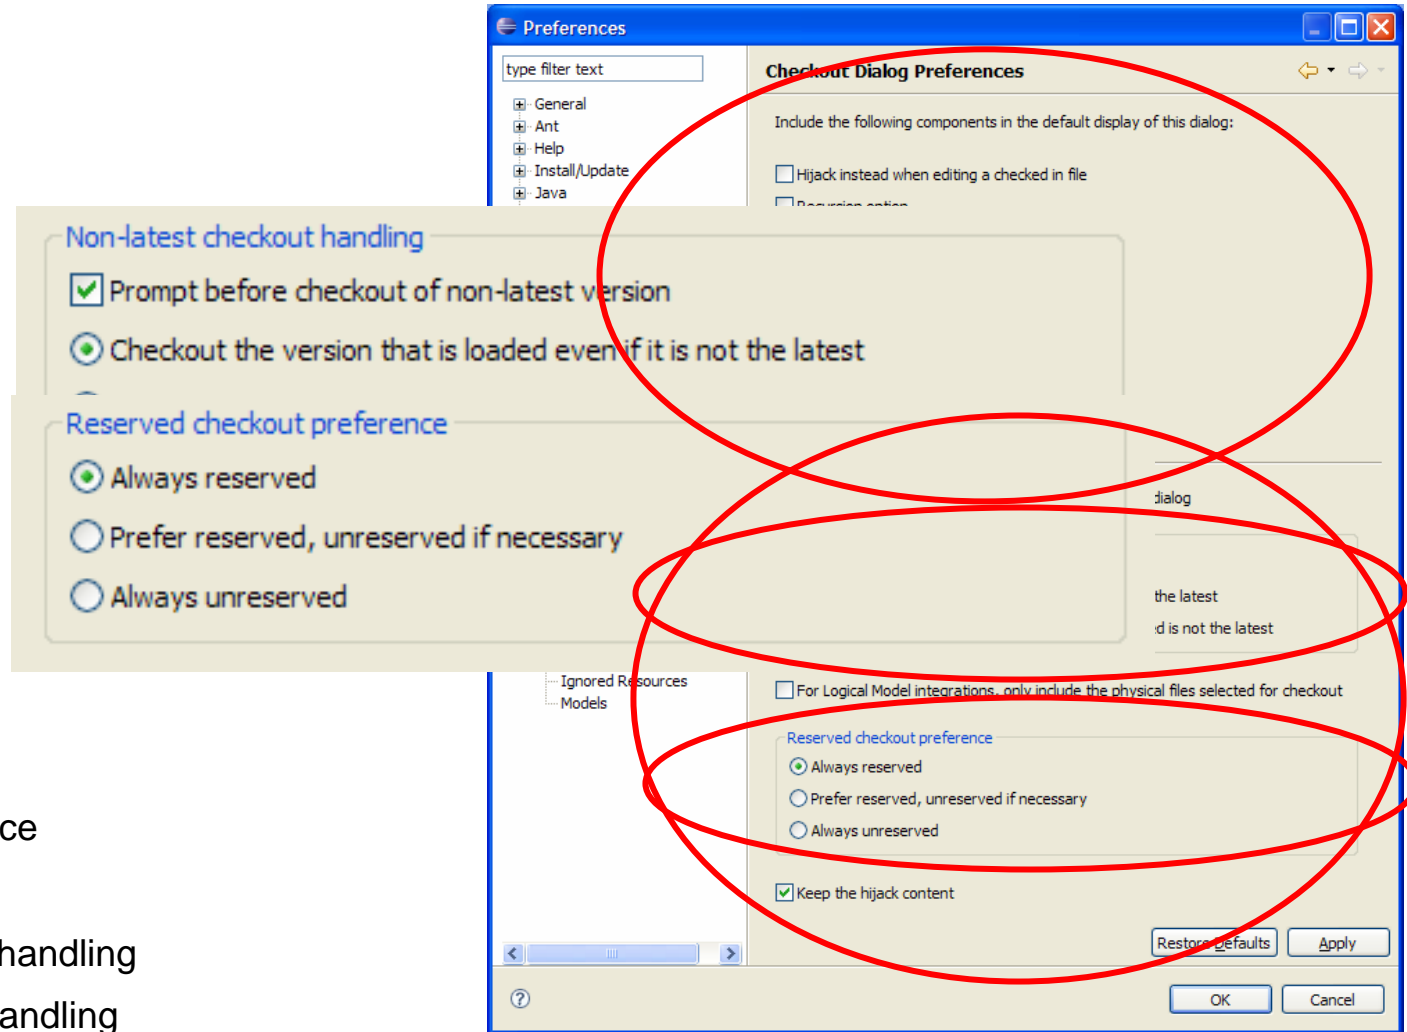 Preferences
type filter text
Checkout Dialog Preferences
General
Ant
Help
Install/Update
Java
Include the following components in the default display of this dialog:
Hijack instead when editing a checked in file
Recursion option
Non-latest checkout handling
Prompt before checkout of non-latest version
Checkout the version that is loaded even if it is not the latest
Reserved checkout preference
Always reserved
Prefer reserved, unreserved if necessary
Always unreserved
dialog
the latest
ed is not the latest
Ignored Resources
Models
For Logical Model integrations, only include the physical files selected for checkout
Reserved checkout preference
Always reserved
Prefer reserved, unreserved if necessary
Always unreserved
Keep the hijack content
Restore Defaults
Apply
OK
Cancel
ce
handling
andling